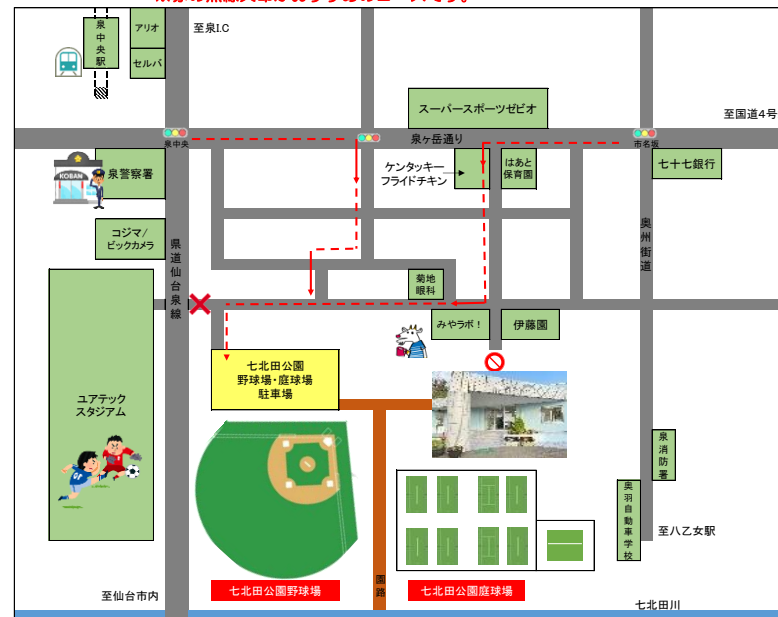 至泉I.C
アリオ
セルバ
泉中央駅
スーパースポーツゼビオ
至国道4号
泉中央
泉ヶ岳通り
市名坂
KOBAN
泉警察署
ケンタッキー
フライドチキン
はあと
保育園
七十七銀行
コジマ/
ビックカメラ
県道仙台泉線
奥州街道
菊地
眼科
みやラボ!
伊藤園
七北田公園
野球場・庭球場
駐車場
ユアテック
スタジアム
泉消防署
奥羽自動車学校
至八乙女駅
園路
七北田公園野球場
七北田公園庭球場
至仙台市内
七北田川